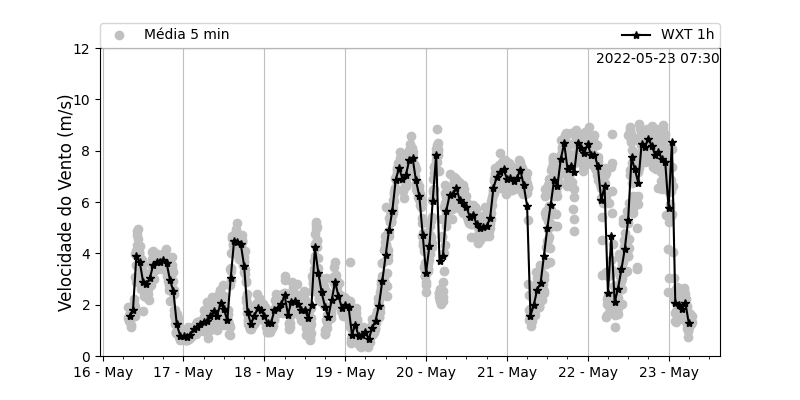 Média 5 min
WXT 1h
2022-05-23 07:30
Velocidade do Vento (m/s)
12
10
8
6
4
2
0
16 - May
17 - May
18 - May
19 - May
20 - May
21 - May
22 - May
23 - May